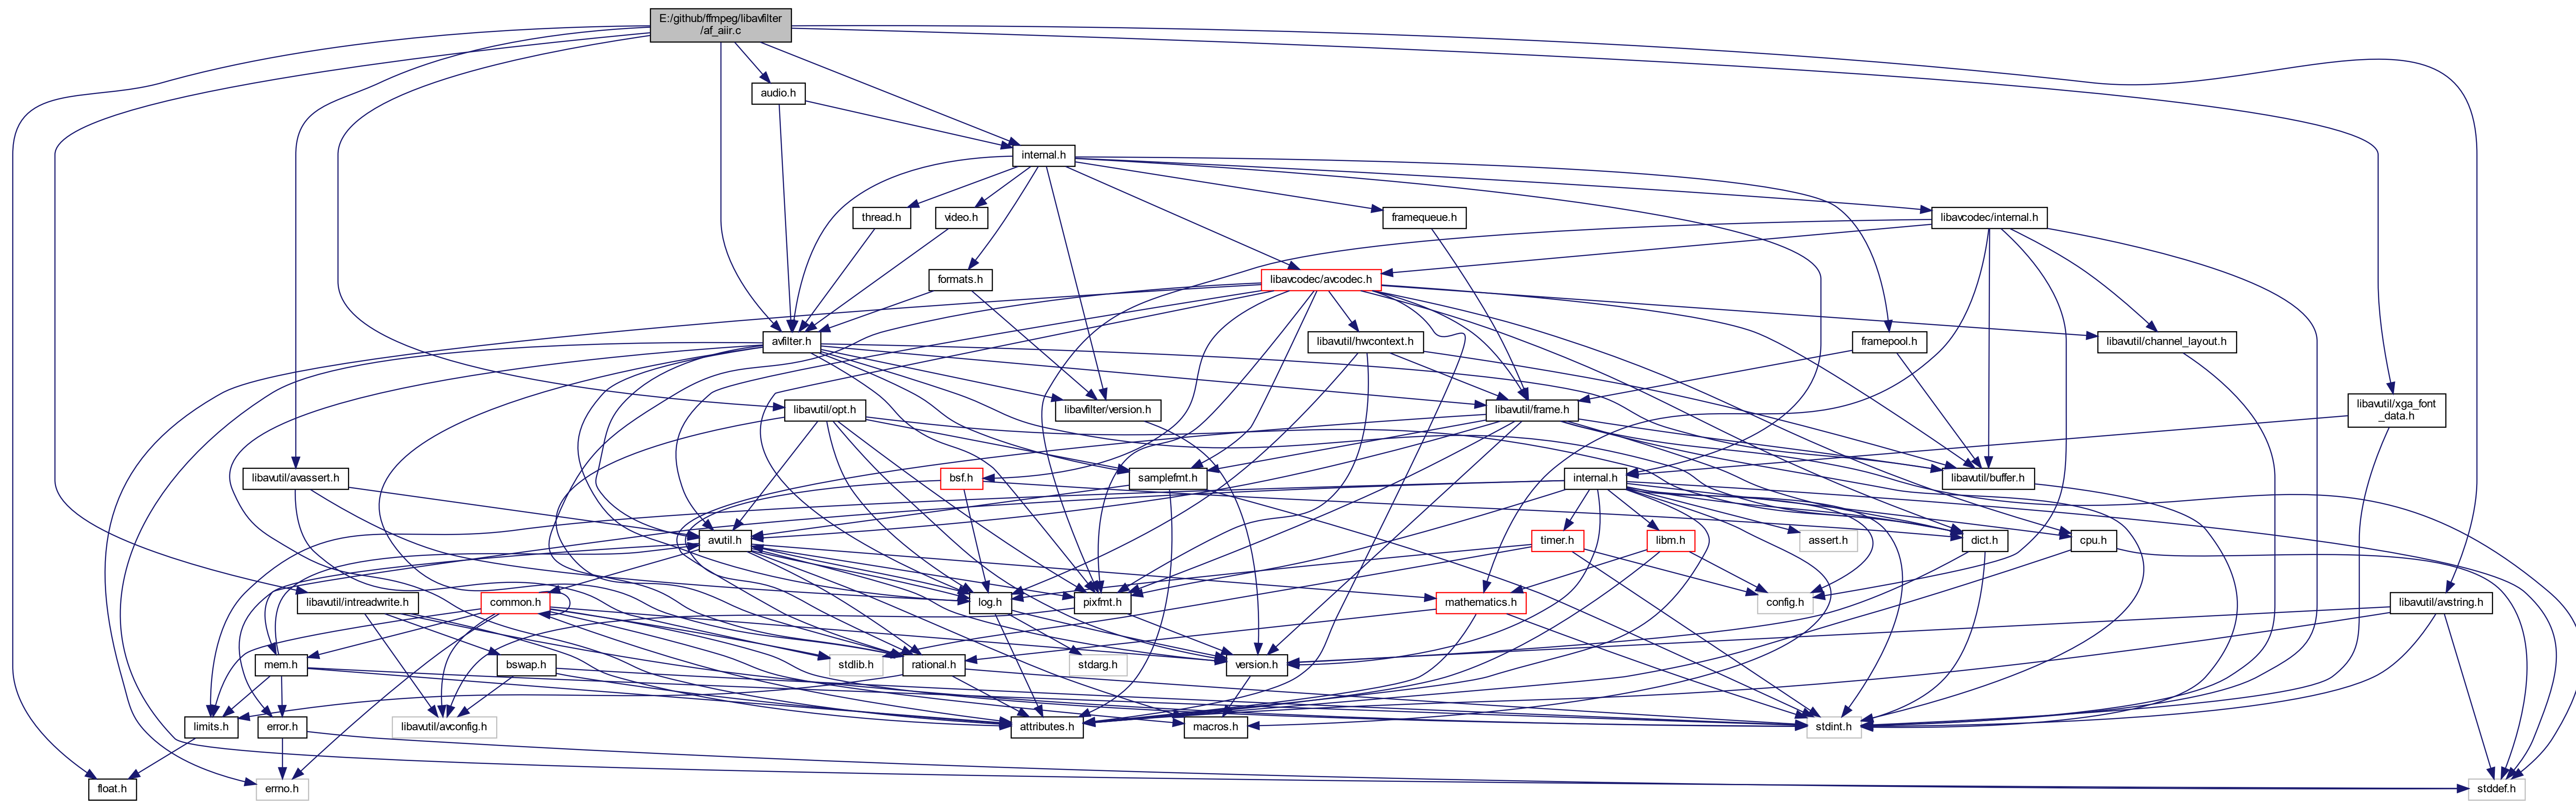 E:/github/ffmpeg/libavfilter
/af_aiir.c
audio.h
internal.h
thread.h
video.h
framequeue.h
libavcodec/internal.h
formats.h
libavcodec/avcodec.h
avfilter.h
libavutil/hwcontext.h
framepool.h
libavutil/channel_layout.h
libavutil/opt.h
libavfilter/version.h
libavutil/frame.h
libavutil/xga_font
_data.h
libavutil/avassert.h
bsf.h
samplefmt.h
internal.h
libavutil/buffer.h
avutil.h
timer.h
libm.h
assert.h
dict.h
cpu.h
libavutil/intreadwrite.h
common.h
log.h
pixfmt.h
mathematics.h
config.h
libavutil/avstring.h
mem.h
bswap.h
stdlib.h
rational.h
stdarg.h
version.h
limits.h
error.h
libavutil/avconfig.h
attributes.h
macros.h
stdint.h
float.h
errno.h
stddef.h